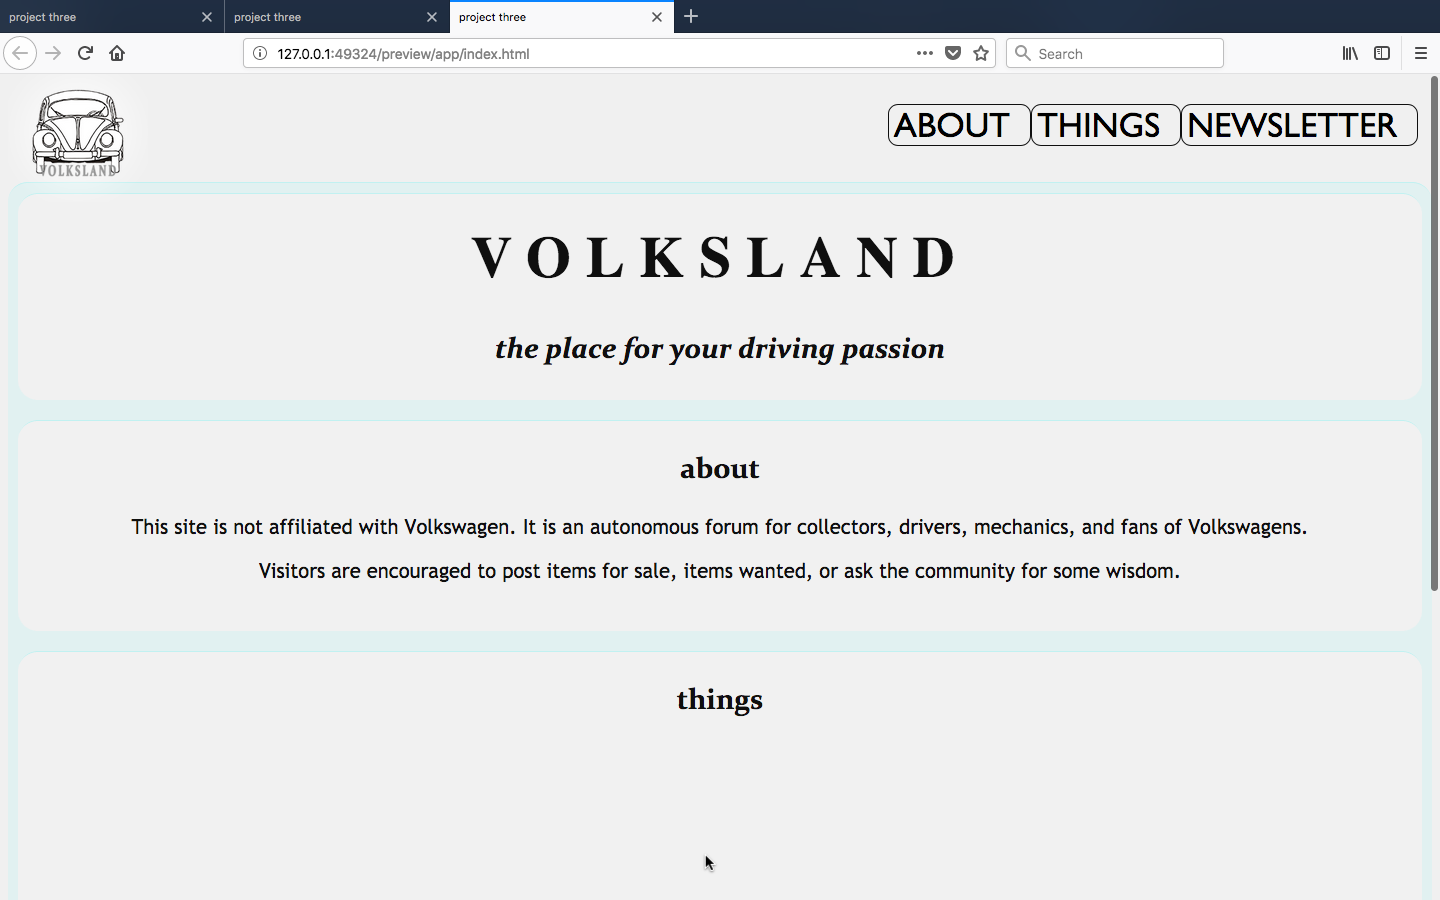 project three
project three
project three
127.0.0.1:49324/preview/app/index.html
Search
VOLKSLAND
ABOUT THINGS NEWSLETTER
VOLKSLAND
the place for your driving passion
about
This site is not affiliated with Volkswagen. It is an autonomous forum for collectors, drivers, mechanics, and fans of Volkswagens.
Visitors are encouraged to post items for sale, items wanted, or ask the community for some wisdom.
things